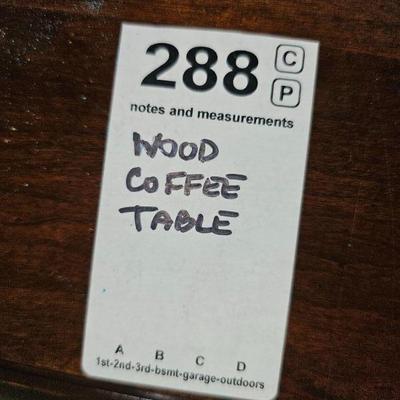 288 C
P
notes and measurements
WOOD
COFFEE
TABLE
A B C D
1st-2nd-3rd-bsmt-garage-outdoors